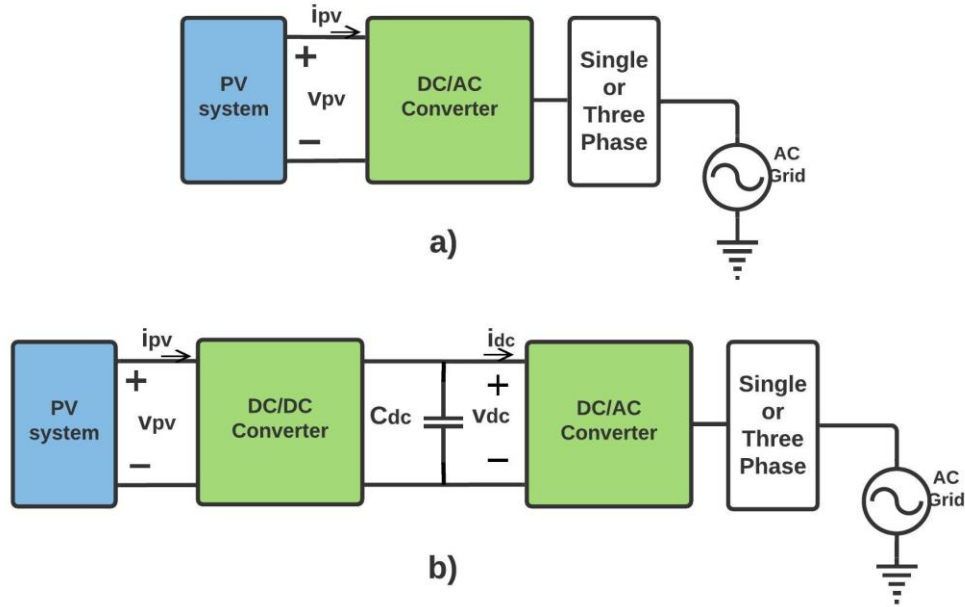 ipv
+
PV
system
vpv
−
DC/AC
Converter
Single
or
Three
Phase
AC
Grid
a)
ipv
+
PV
system
vpv
−
DC/DC
Converter
Cdc
idc
+
vdc
−
DC/AC
Converter
Single
or
Three
Phase
AC
Grid
b)